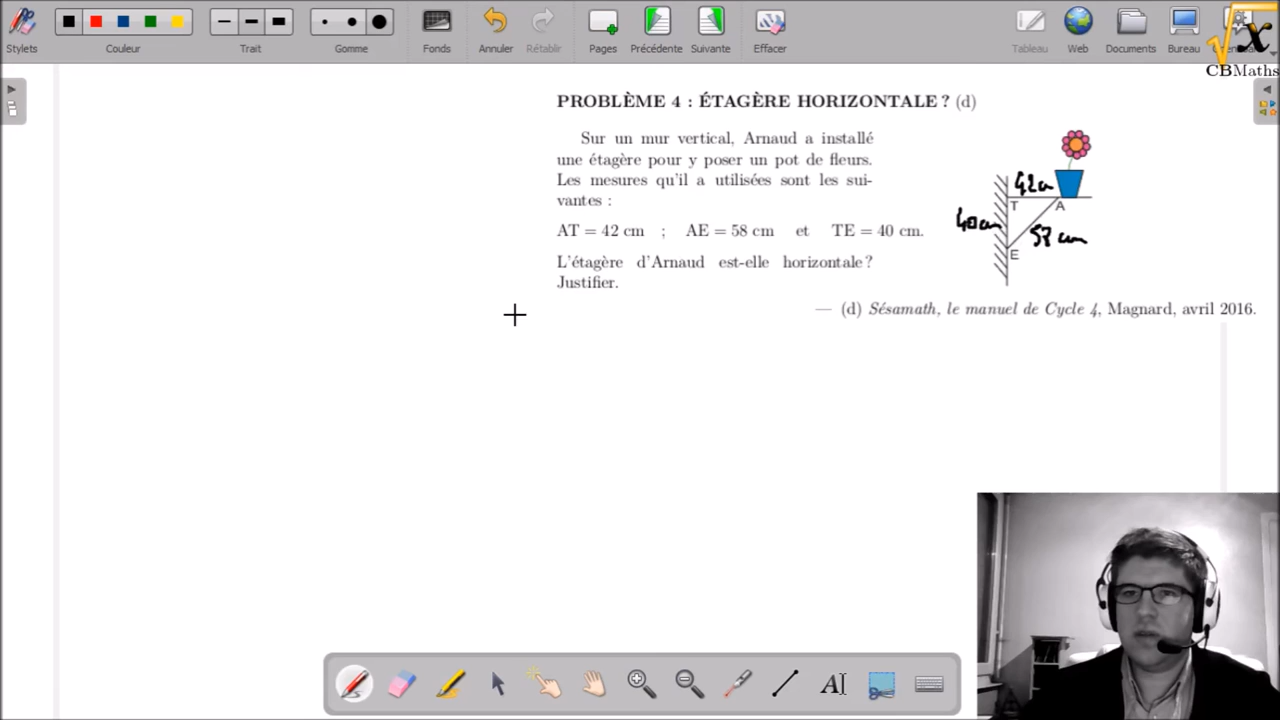 Stylets
Couleur
Trait
Gomme
Fonds
Annuler
Rétablir
Pages
Précédente
Suivante
Effacer
Tableau
Web
Documents
Bureau
√x
CBMaths
PROBLÈME 4 : ÉTAGÈRE HORIZONTALE ? (d)
Sur un mur vertical, Arnaud a installé
une étagère pour y poser un pot de fleurs.
Les mesures qu'il a utilisées sont les sui-
vantes :
AT = 42 cm ; AE = 58 cm et TE = 40 cm.
L'étagère d'Arnaud est-elle horizontale ?
Justifier.
42cm
T
A
40cm
58 cm
E
— (d) Sésamath, le manuel de Cycle 4, Magnard, avril 2016.